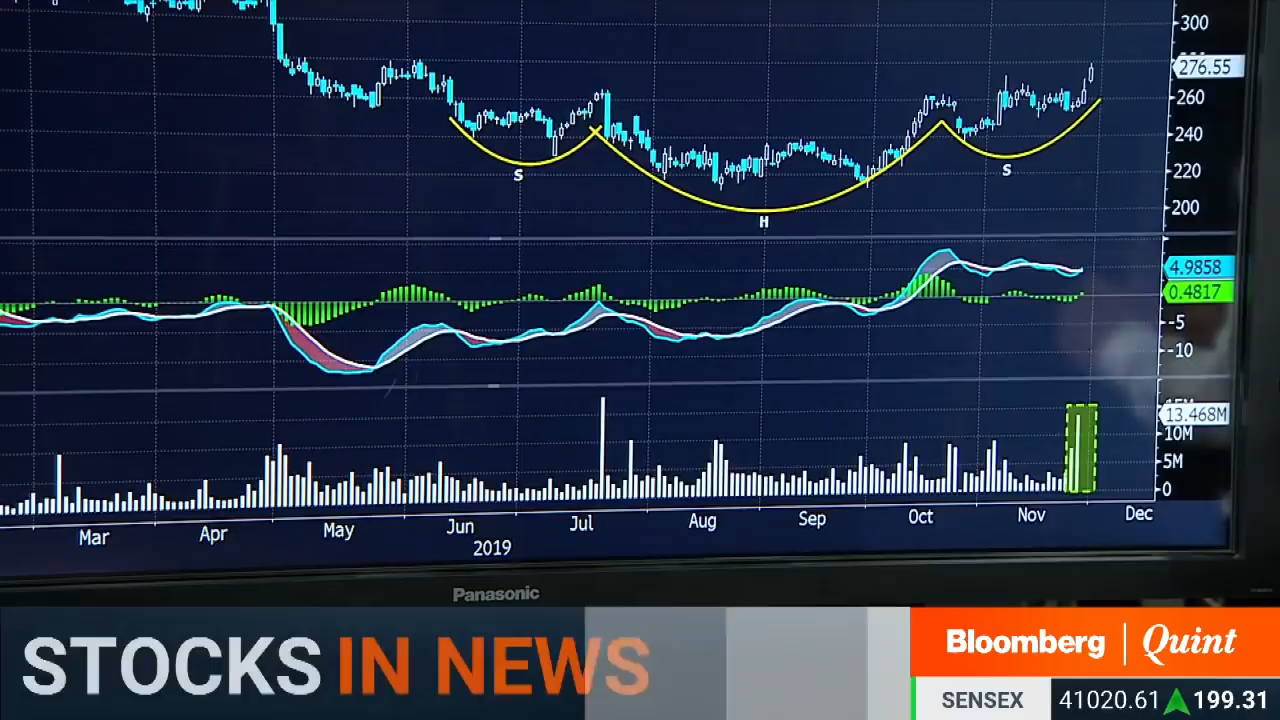 300
276.55
260
240
220
200
S
H
S
4.9858
0.4817
-5
-10
13.468M
10M
5M
0
Mar Apr May Jun Jul Aug Sep Oct Nov Dec
2019
Panasonic
STOCKS IN NEWS
Bloomberg | Quint
SENSEX 41020.61 199.31